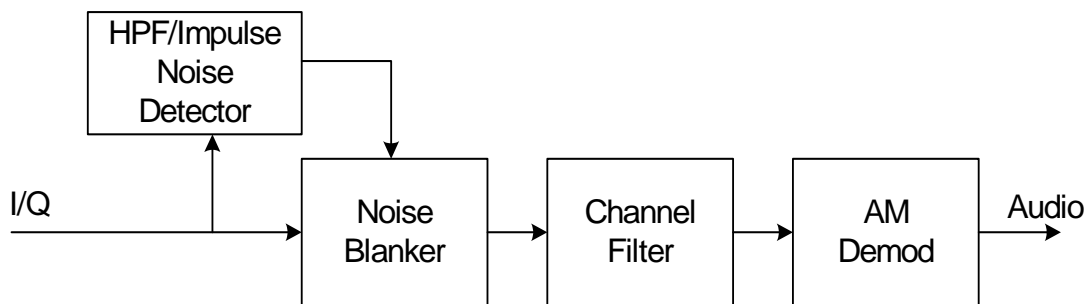 HPF/Impulse
Noise
Detector
I/Q
Noise
Blanker
Channel
Filter
AM
Demod
Audio